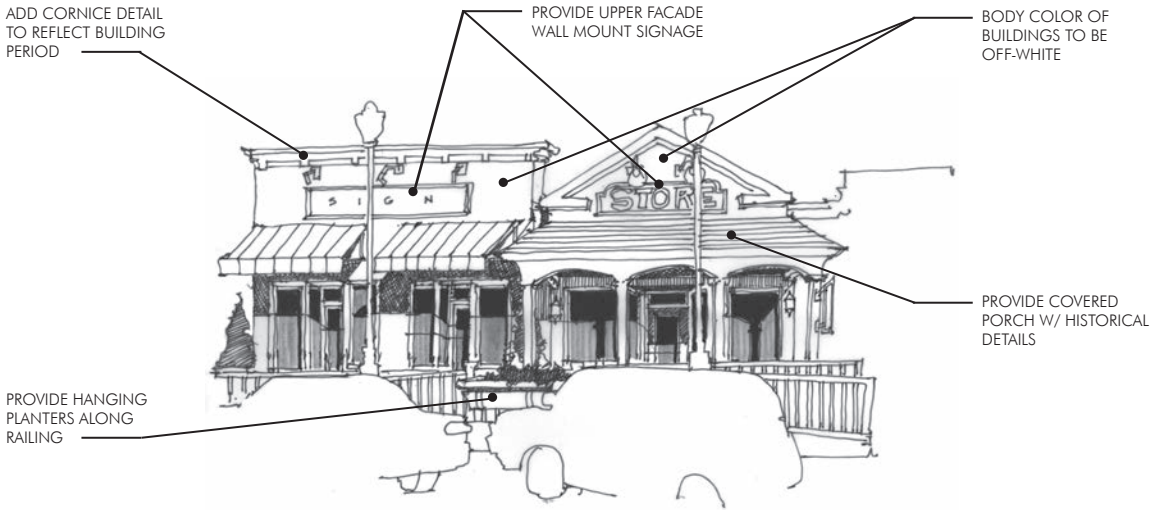 ADD CORNICE DETAIL
TO REFLECT BUILDING
PERIOD
PROVIDE UPPER FACADE
WALL MOUNT SIGNAGE
BODY COLOR OF
BUILDINGS TO BE
OFF-WHITE
SIGN
STORE
PROVIDE COVERED
PORCH W/ HISTORICAL
DETAILS
PROVIDE HANGING
PLANTERS ALONG
RAILING